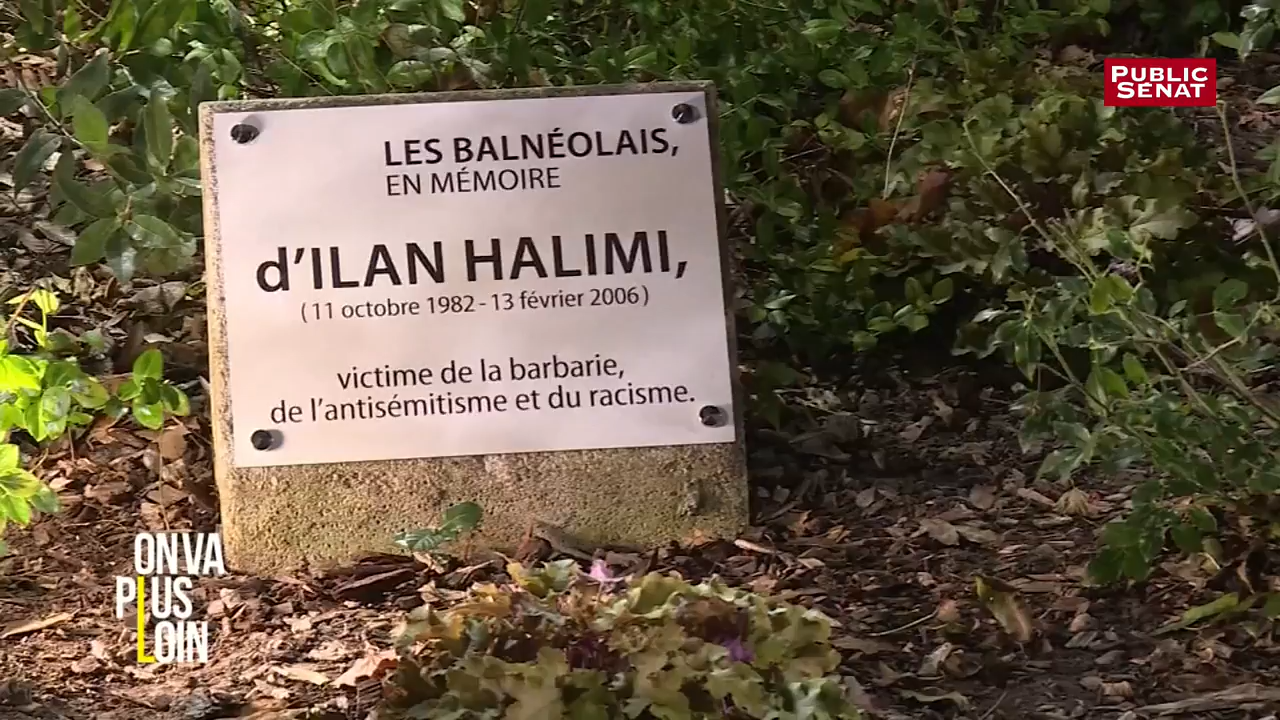 PUBLIC
SENAT
LES BALNÉOLAIS,
EN MÉMOIRE
d'ILAN HALIMI,
(11 octobre 1982 - 13 février 2006)
victime de la barbarie,
de l'antisémitisme et du racisme.
ON VA
PLUS
LOIN